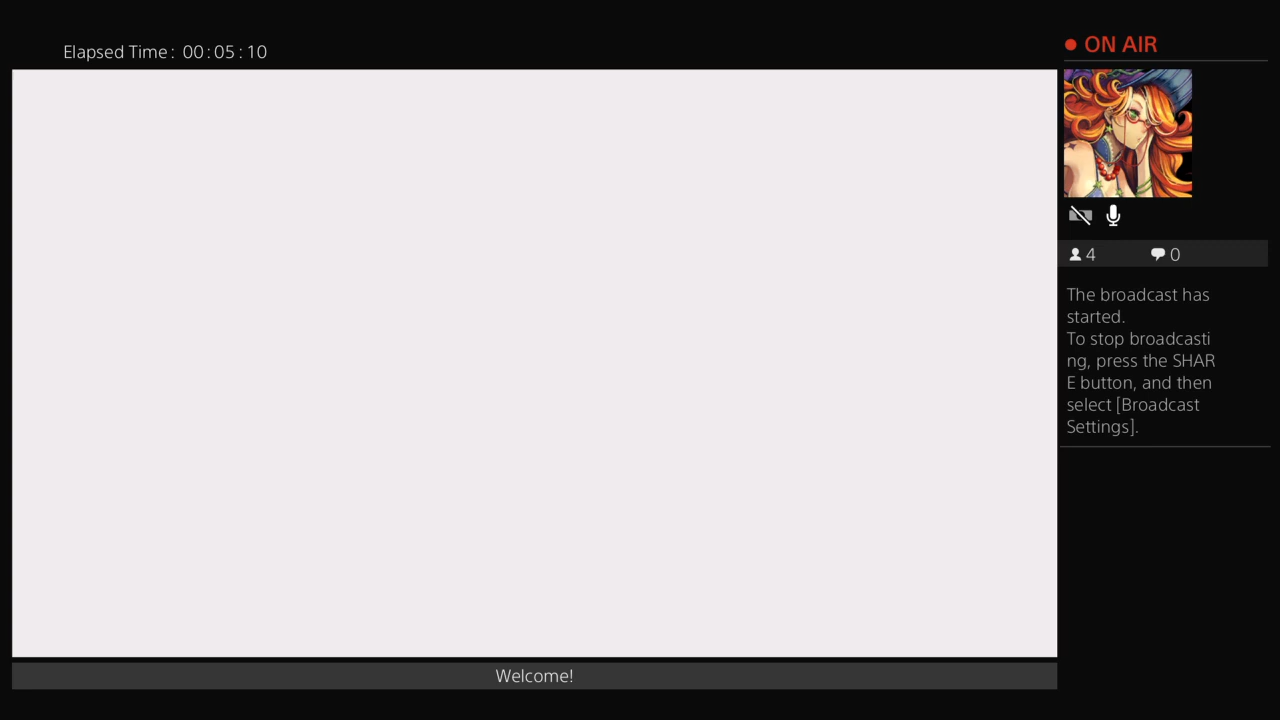 Elapsed Time: 00:05:10
ON AIR
4
0
The broadcast has
started.
To stop broadcasti
ng, press the SHAR
E button, and then
select [Broadcast
Settings].
Welcome!